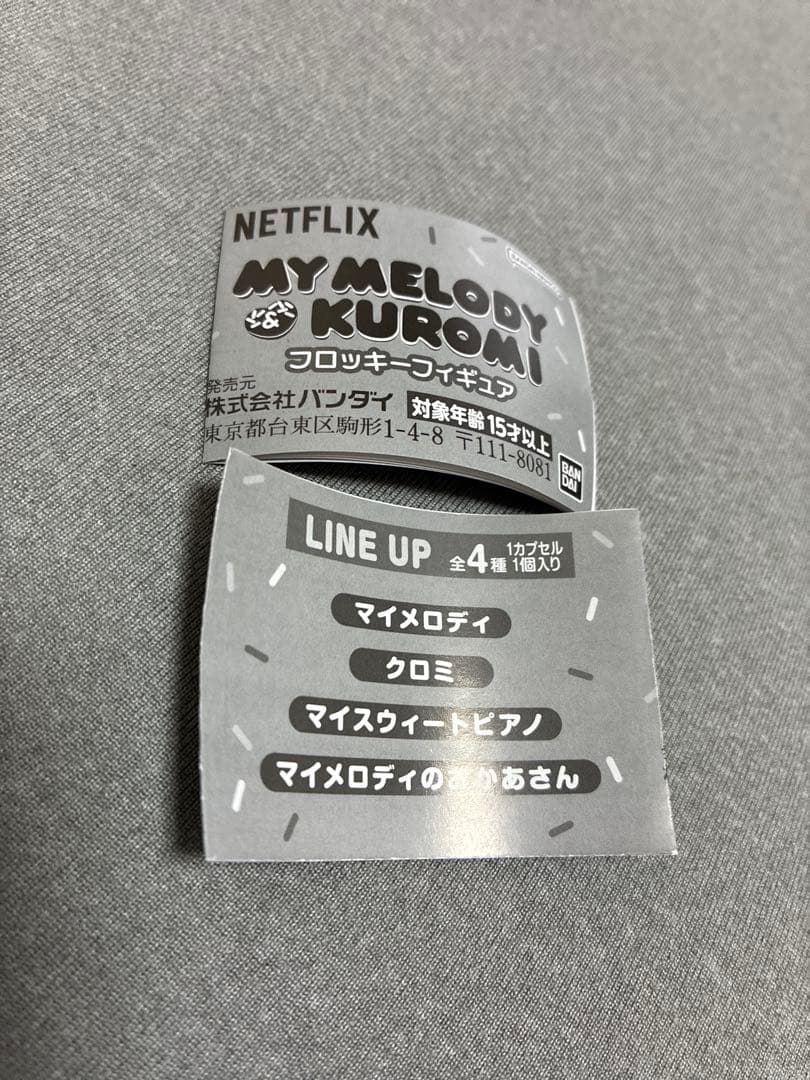 NETFLIX
MY MELODY
& KUROMI
フロッキーフィギュア
発売元
株式会社バンダイ 対象年齢15才以上
東京都台東区駒形1-4-8 〒111-8081
BAN
DAI
LINE UP 全4種 1カプセル
1個入り
マイメロディ
クロミ
マイスウィートピアノ
マイメロディのおかあさん